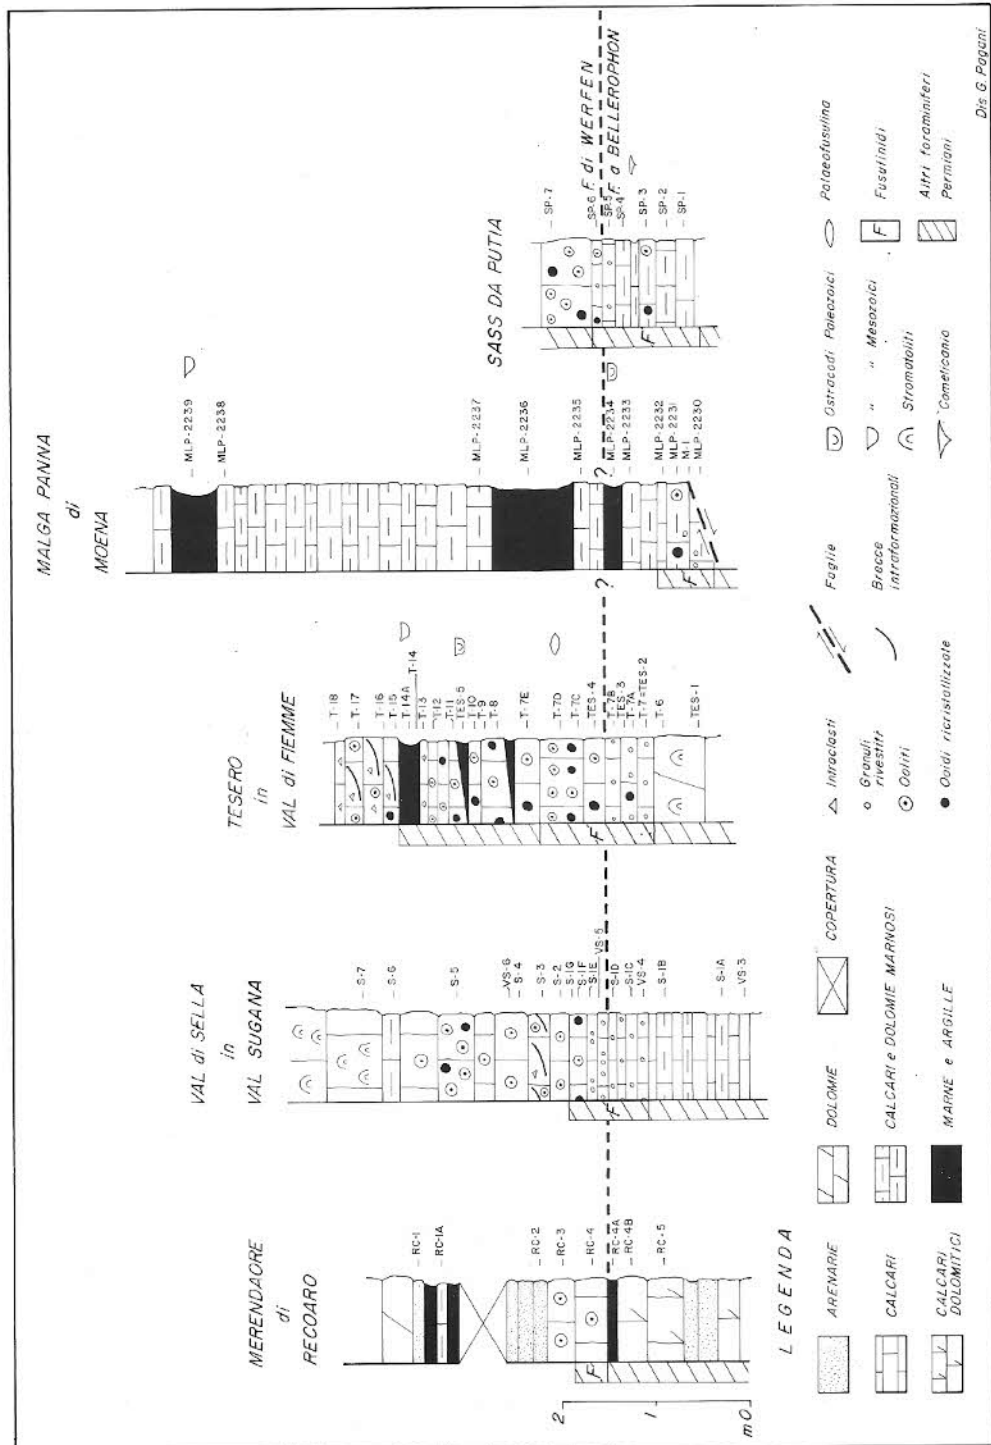 MERENDAORE
di
RECOARO
RC-1
RC-1A
RC-2
RC-3
RC-4
RC-4A
RC-4B
RC-5
F
2
1
m 0
VAL di SELLA
in
VAL SUGANA
S-7
S-6
S-5
VS-6
S-4
S-3
S-2
S-1G
S-1F
S-1E
VS-5
S-1D
S-1C
VS-4
S-1B
S-1A
VS-3
F
TESERO
in
VAL di FIEMME
T-18
T-17
T-16
T-15
T-14A
T-14
T-13
T-12
T-11
TES-5
T-10
T-9
T-8
T-7E
T-7D
T-7C
TES-4
T-7B
TES-3
T-7A
T-7=TES-2
T-6
TES-1
F
MALGA PANNA
di
MOENA
MLP-2239
MLP-2238
MLP-2237
MLP-2236
MLP-2235
MLP-2234
MLP-2233
MLP-2232
MLP-2231
M-1
MLP-2230
?
?
F
SASS DA PUTIA
SP-7
SP-6
SP-5
SP-4
SP-3
SP-2
SP-1
F
F. di WERFEN
F. a BELLEROPHON
LEGENDA
ARENARIE
CALCARI
CALCARI
DOLOMITICI
DOLOMIE
CALCARI e DOLOMIE MARNOSI
MARNE e ARGILLE
COPERTURA
Intraclasti
Granuli
rivestiti
Ooliti
Ooidi ricristallizzate
Faglie
Brecce
intraformazionali
Ostracodi Paleozoici
" " Mesozoici
Stromatoliti
Comelicania
Palaeofusulina
F
Fusulinidi
Altri foraminiferi
Permiani
Dis G. Pagani